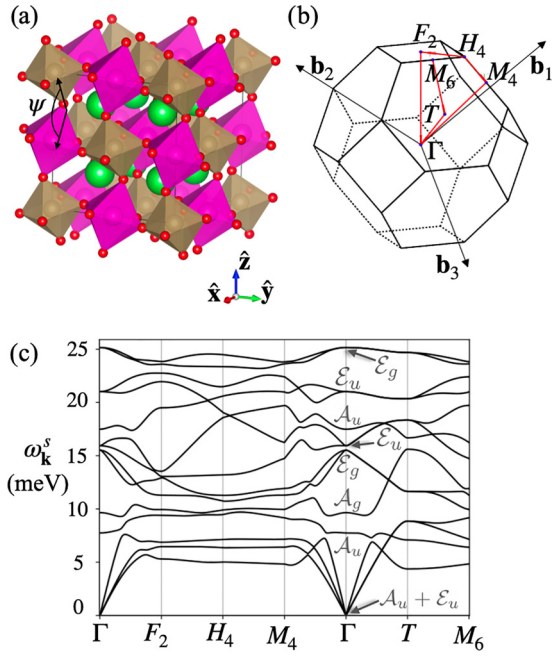 (a)
ψ
ẑ
x̂ ŷ
(b)
F₂ H₄
b₂ M₆ M₄ b₁
T
Γ
b₃
(c)
25
20
15
10
5
0
ωₖˢ
(meV)
ℰg
ℰu
𝒜u
ℰu
ℰg
𝒜g
𝒜u
𝒜u + ℰu
Γ F₂ H₄ M₄ Γ T M₆